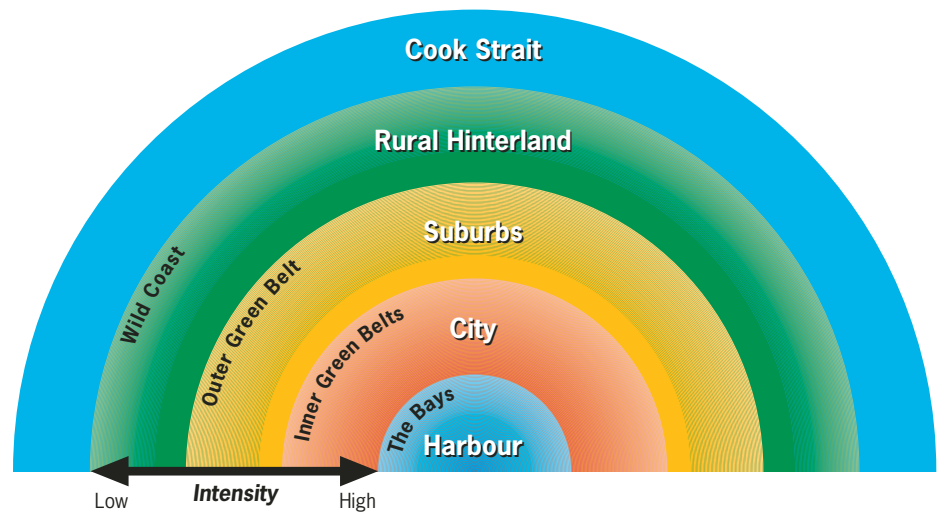 Cook Strait
Rural Hinterland
Wild Coast
Suburbs
Outer Green Belt
City
Inner Green Belts
The Bays
Harbour
Low
Intensity
High